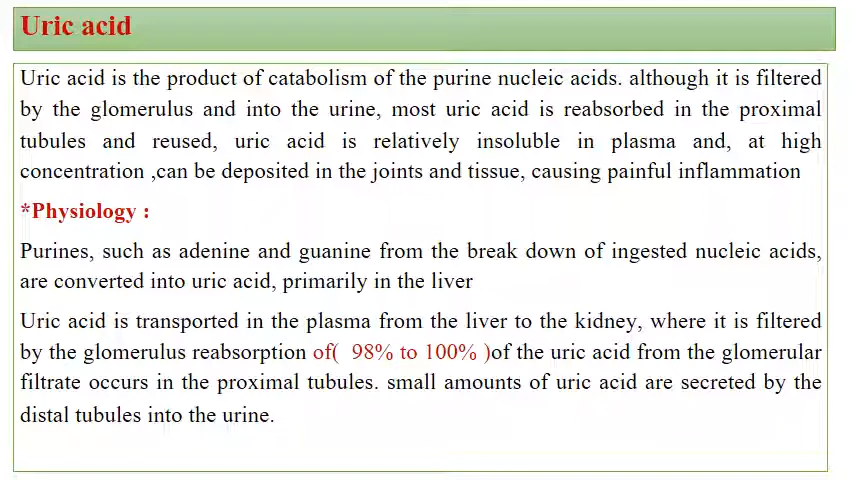 Uric acid
Uric acid is the product of catabolism of the purine nucleic acids. although it is filtered
by the glomerulus and into the urine, most uric acid is reabsorbed in the proximal
tubules and reused, uric acid is relatively insoluble in plasma and, at high
concentration ,can be deposited in the joints and tissue, causing painful inflammation
*Physiology :
Purines, such as adenine and guanine from the break down of ingested nucleic acids,
are converted into uric acid, primarily in the liver
Uric acid is transported in the plasma from the liver to the kidney, where it is filtered
by the glomerulus reabsorption of( 98% to 100% )of the uric acid from the glomerular
filtrate occurs in the proximal tubules. small amounts of uric acid are secreted by the
distal tubules into the urine.